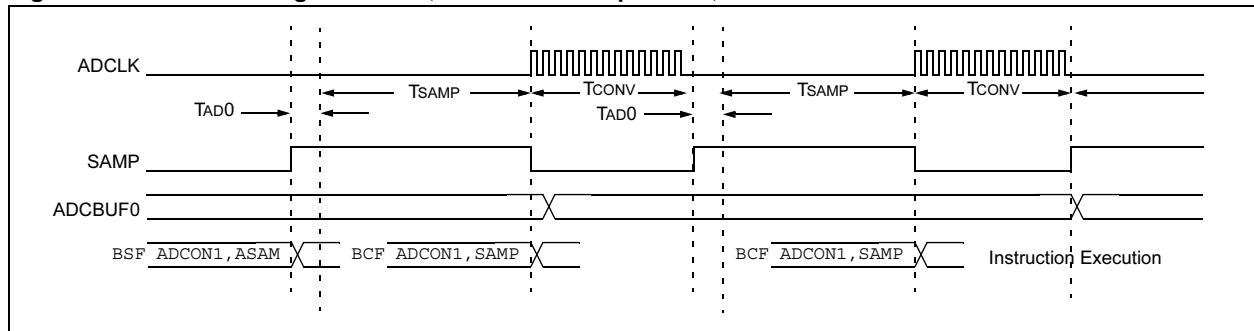 ADCLK
TSAMP TCONV TSAMP TCONV
TAD0 TAD0
SAMP
ADCBUF0
BSF ADCON1,ASAM BCF ADCON1,SAMP BCF ADCON1,SAMP Instruction Execution